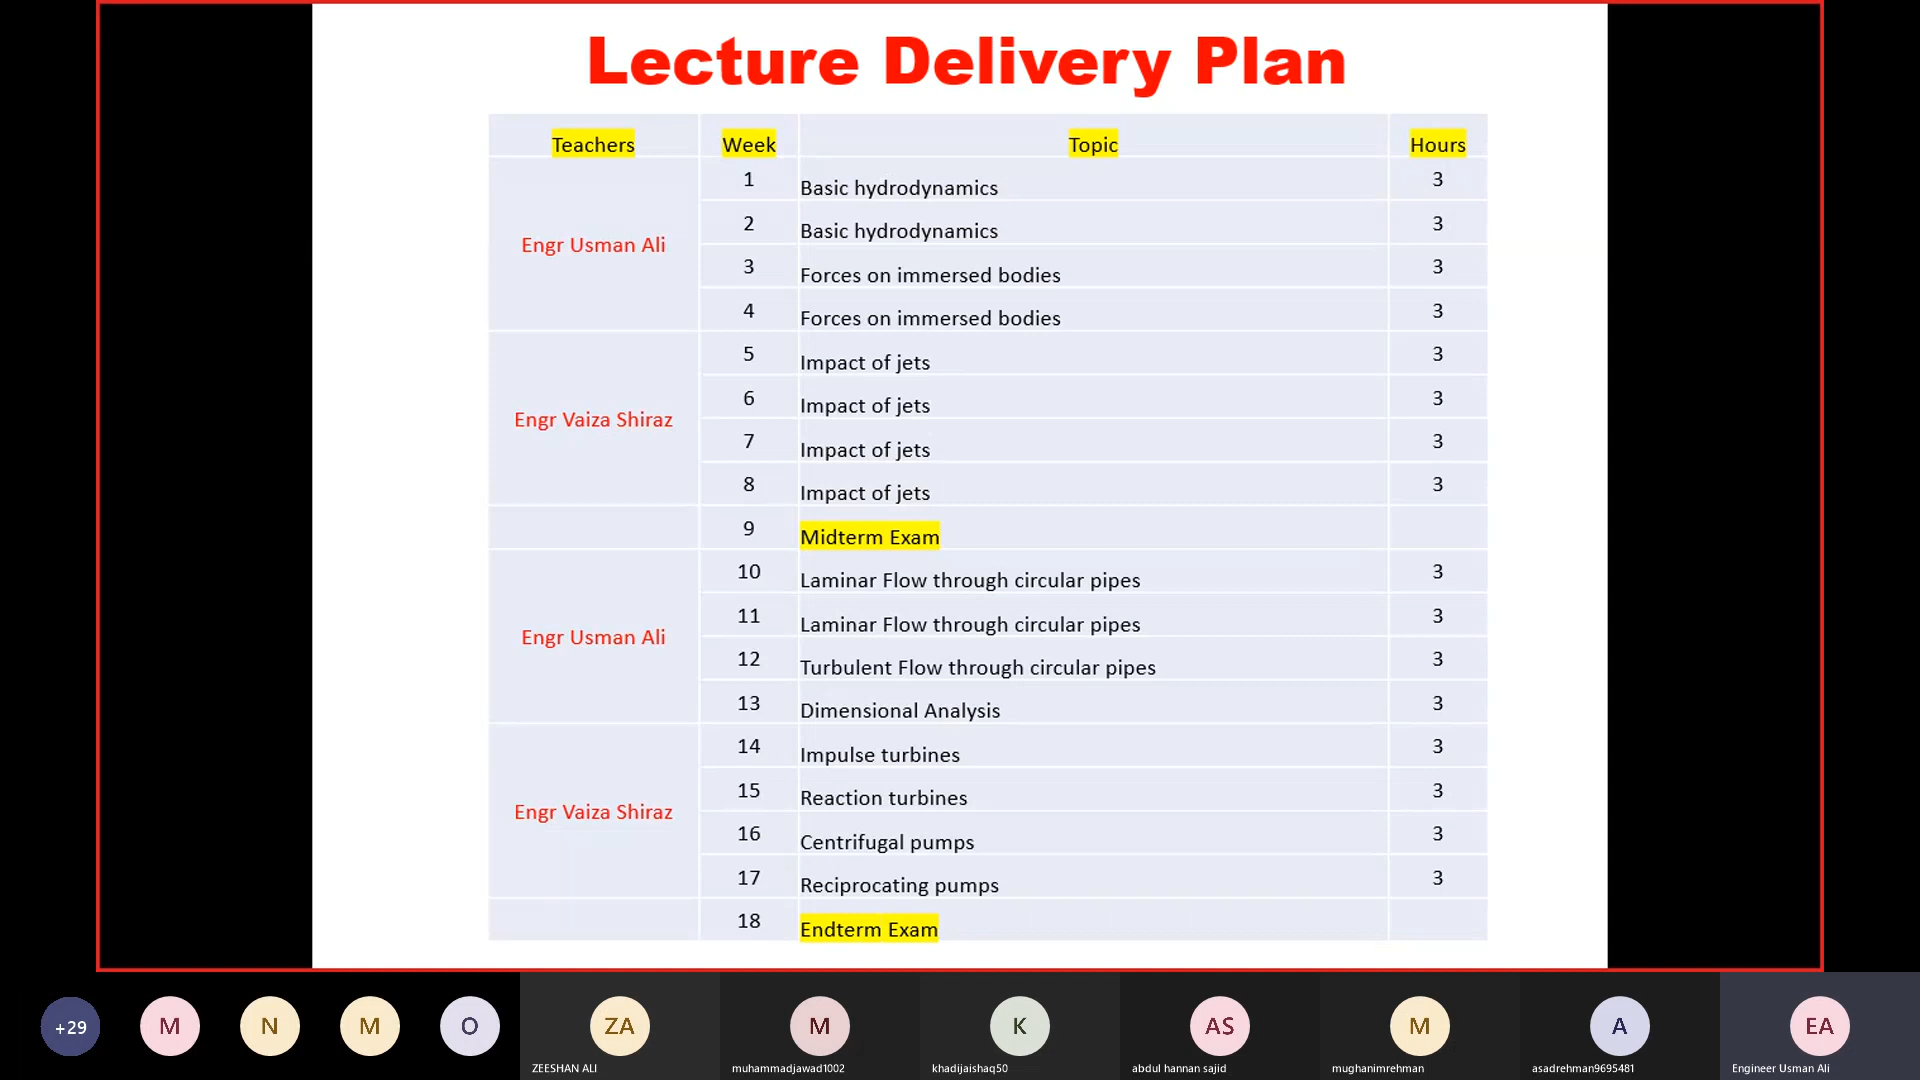 Lecture Delivery Plan
Teachers Week Topic Hours
1 Basic hydrodynamics 3
2 Basic hydrodynamics 3
Engr Usman Ali
3 Forces on immersed bodies 3
4 Forces on immersed bodies 3
5 Impact of jets 3
6 Impact of jets 3
Engr Vaiza Shiraz
7 Impact of jets 3
8 Impact of jets 3
9 Midterm Exam
10 Laminar Flow through circular pipes 3
11 Laminar Flow through circular pipes 3
Engr Usman Ali
12 Turbulent Flow through circular pipes 3
13 Dimensional Analysis 3
14 Impulse turbines 3
15 Reaction turbines 3
Engr Vaiza Shiraz
16 Centrifugal pumps 3
17 Reciprocating pumps 3
18 Endterm Exam
+29 M N M O ZA M K AS M A EA
ZEESHAN ALI muhammadjawad1002 khadijaishaq50 abdul hannan sajid mughanimrehman asadrehman9695481 Engineer Usman Ali